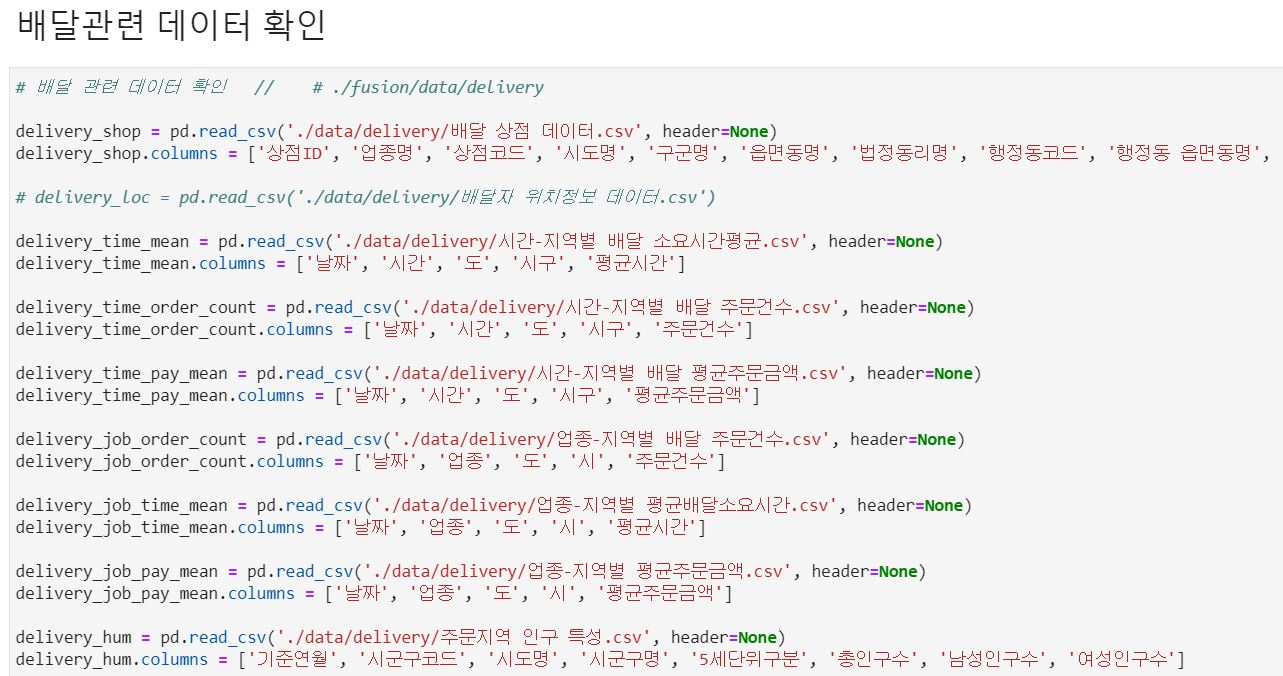 배달관련 데이터 확인
# 배달 관련 데이터 확인   //    # ./fusion/data/delivery
delivery_shop = pd.read_csv('./data/delivery/배달 상점 데이터.csv', header=None)
delivery_shop.columns = ['상점ID', '업종명', '상점코드', '시도명', '구군명', '읍면동명', '법정동리명', '행정동코드', '행정동 읍면동명',
# delivery_loc = pd.read_csv('./data/delivery/배달자 위치정보 데이터.csv')
delivery_time_mean = pd.read_csv('./data/delivery/시간-지역별 배달 소요시간평균.csv', header=None)
delivery_time_mean.columns = ['날짜', '시간', '도', '시구', '평균시간']
delivery_time_order_count = pd.read_csv('./data/delivery/시간-지역별 배달 주문건수.csv', header=None)
delivery_time_order_count.columns = ['날짜', '시간', '도', '시구', '주문건수']
delivery_time_pay_mean = pd.read_csv('./data/delivery/시간-지역별 배달 평균주문금액.csv', header=None)
delivery_time_pay_mean.columns = ['날짜', '시간', '도', '시구', '평균주문금액']
delivery_job_order_count = pd.read_csv('./data/delivery/업종-지역별 배달 주문건수.csv', header=None)
delivery_job_order_count.columns = ['날짜', '업종', '도', '시', '주문건수']
delivery_job_time_mean = pd.read_csv('./data/delivery/업종-지역별 평균배달소요시간.csv', header=None)
delivery_job_time_mean.columns = ['날짜', '업종', '도', '시', '평균시간']
delivery_job_pay_mean = pd.read_csv('./data/delivery/업종-지역별 평균주문금액.csv', header=None)
delivery_job_pay_mean.columns = ['날짜', '업종', '도', '시', '평균주문금액']
delivery_hum = pd.read_csv('./data/delivery/주문지역 인구 특성.csv', header=None)
delivery_hum.columns = ['기준연월', '시군구코드', '시도명', '시군구명', '5세단위구분', '총인구수', '남성인구수', '여성인구수']